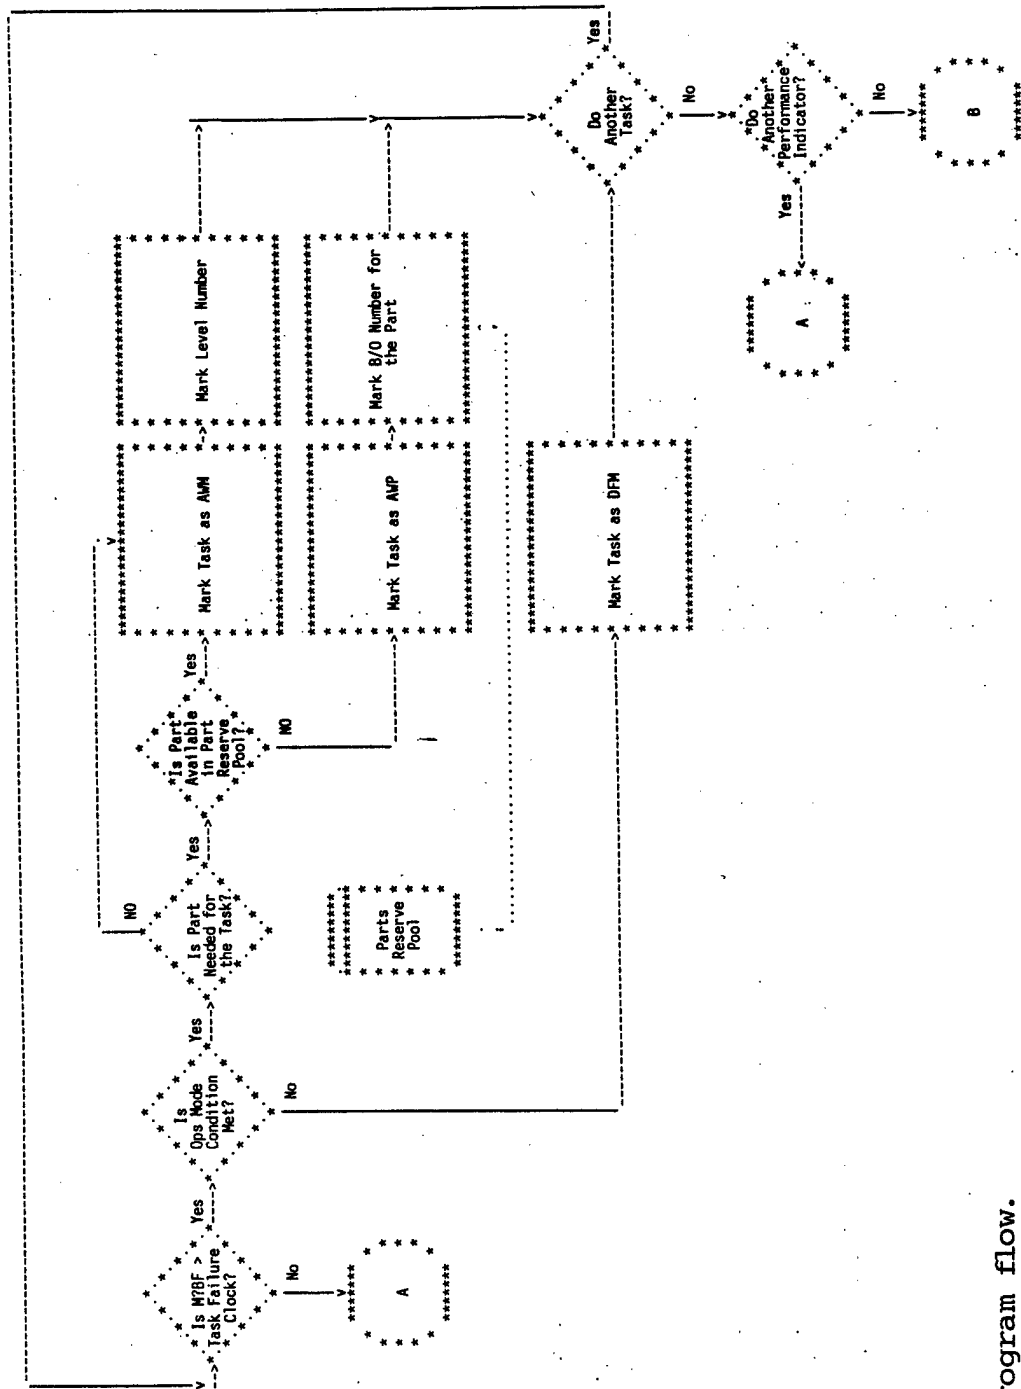 Is M?BF >
Task Failure
Clock?
Yes
No
A
Is
Ops Mode
Condition
Met?
Yes
No
Is Part
Needed for
the Task?
NO
Yes
Is Part
Available
in Part
Reserve
Pool?
Yes
NO
Mark Task as AWM
Mark Level Number
Mark Task as AWP
Mark B/O Number for
the Part
Parts
Reserve
Pool
Mark Task as DFM
Do
Another
Task?
Yes
No
Do
Another
Performance
Indicator?
Yes
No
A
B
rogram flow.